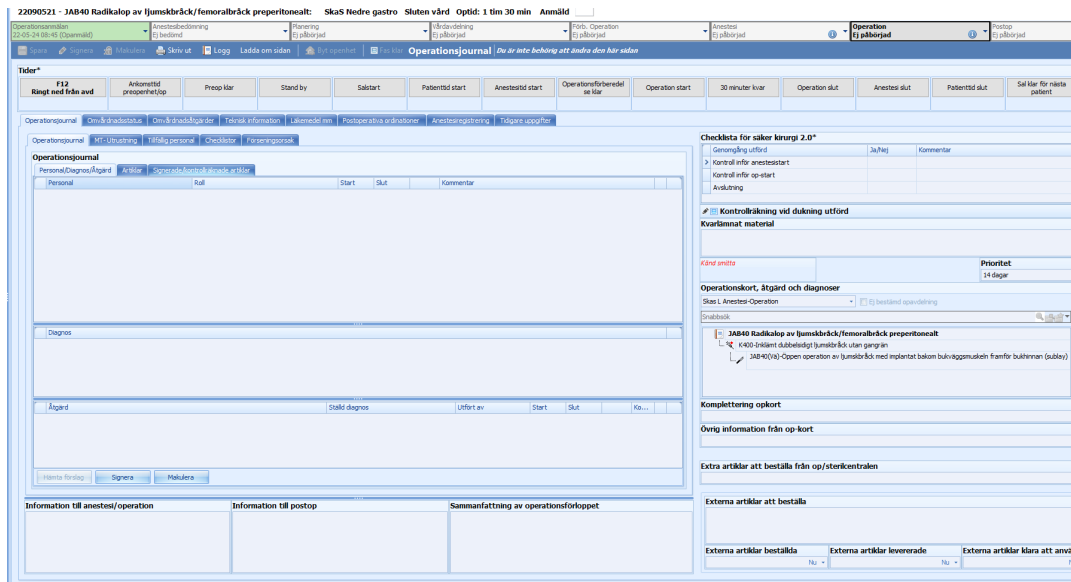 22090521 - JAB40 Radikalop av ljumskbråck/femoralbråck preperitonealt: SkaS Nedre gastro Sluten vård Optid: 1 tim 30 min Anmäld
Operationsanmälan
22-05-24 08:45 (Oparmäld)
Anestesibedömning
Ej bedömd
Planering
Ej påbörjad
Vårdavdelning
Ej påbörjad
Förb. Operation
Ej påbörjad
Anestesi
Ej påbörjad
Operation
Ej påbörjad
Postop
Ej påbörjad
Spara Signera Makulera Skriv ut Logg Ladda om sidan Byt openhet Fas klar Operationsjournal Du är inte behörig att ändra den här sidan
Tider*
F12
Ringt ned från avd
Ankomsttid
preopenhet/op
Preop klar
Stand by
Salstart
Patienttid start
Anestesitid start
Operationsförberedel
se klar
Operation start
30 minuter kvar
Operation slut
Anestesi slut
Patienttid slut
Sal klar för nästa
patient
Operationsjournal Omvårdnadsstatus Omvårdnadsåtgärder Teknisk information Läkemedel mm Postoperativa ordinationer Anestesiregistrering Tidigare uppgifter
Operationsjournal MT-Utrustning Tillfällig personal Checklistor Förseningsorsak
Operationsjournal
Personal/Diagnos/Åtgärd Artiklar Signerade/kontrollräknade artiklar
Personal Roll Start Slut Kommentar
Diagnos
Åtgärd Ställd diagnos Utfört av Start Slut Ko...
Hämta förslag Signera Makulera
Information till anestesi/operation
Information till postop
Sammanfattning av operationsförloppet
Checklista för säker kirurgi 2.0*
Genomgång utförd Ja/Nej Kommentar
Kontroll inför anestesistart
Kontroll inför op-start
Avslutning
Kontrollräkning vid dukning utförd
Kvarlämnat material
Känd smitta
Prioritet
14 dagar
Operationskort, åtgärd och diagnoser
Skas L Anestesi-Operation Ej bestämd opavdelning
Snabbsök
JAB40 Radikalop av ljumskbråck/femoralbråck preperitonealt
K400-Inklämt dubbelsidigt ljumskbråck utan gangrän
JAB40(Vä)-Öppen operation av ljumskbråck med implantat bakom bukväggsmuskeln framför bukhinnan (sublay)
Komplettering opkort
Övrig information från op-kort
Extra artiklar att beställa från op/sterilcentralen
Externa artiklar att beställa
Externa artiklar beställda
Nu
Externa artiklar levererade
Nu
Externa artiklar klara att anvä